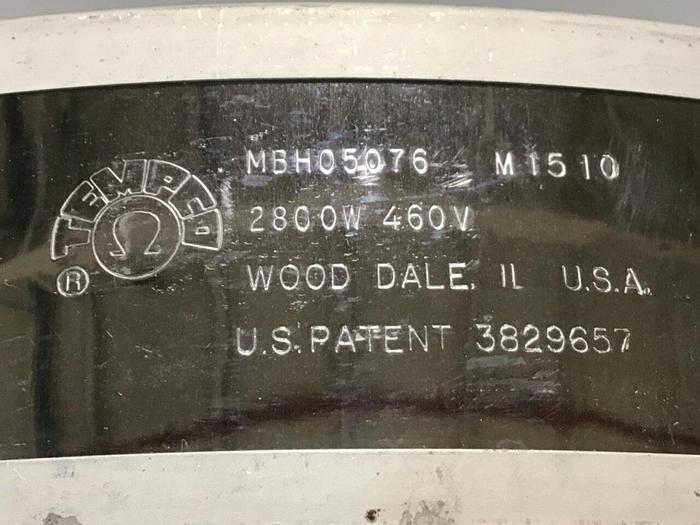 TEMPCO
Ω
®
MBH05076 M1510
2800W 460V
WOOD DALE, IL U.S.A.
U.S. PATENT 3829657